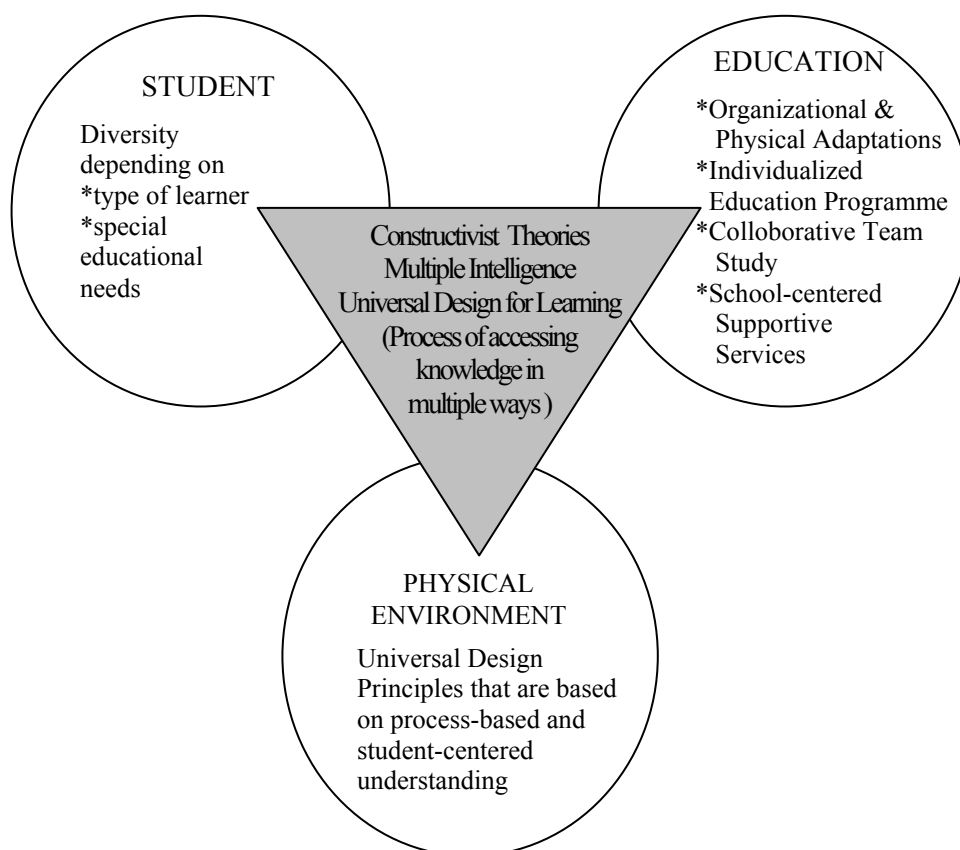 STUDENT
Diversity
depending on
*type of learner
*special
educational
needs
EDUCATION
*Organizational &
Physical Adaptations
*Individualized
Education Programme
*Colloborative Team
Study
*School-centered
Supportive
Services
Constructivist Theories
Multiple Intelligence
Universal Design for Learning
(Process of accessing
knowledge in
multiple ways )
PHYSICAL
ENVIRONMENT
Universal Design
Principles that are based
on process-based and
student-centered
understanding